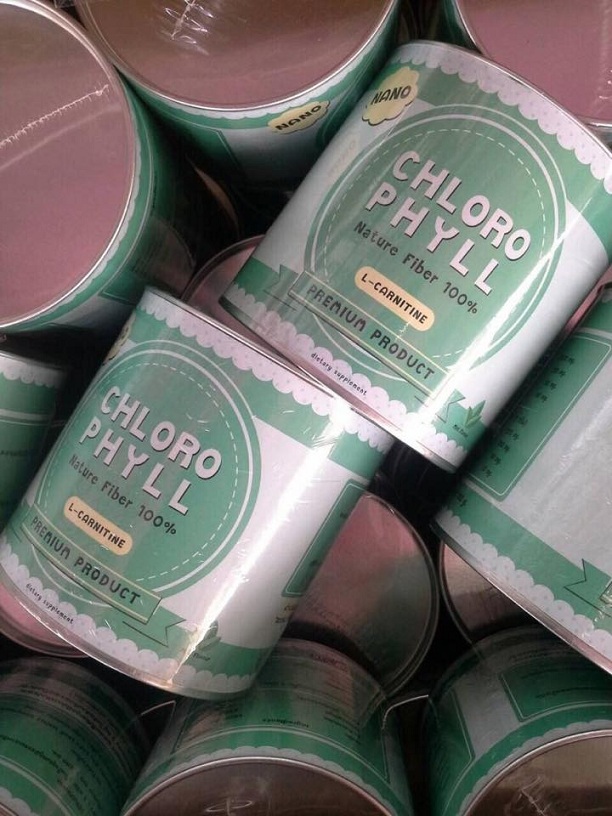 NANO
NANO
CHLORO
PHYLL
Nature Fiber 100%
L-CARNITINE
PREMIUM PRODUCT
dietary supplement
CHLORO
PHYLL
Nature Fiber 100%
L-CARNITINE
PREMIUM PRODUCT
dietary supplement